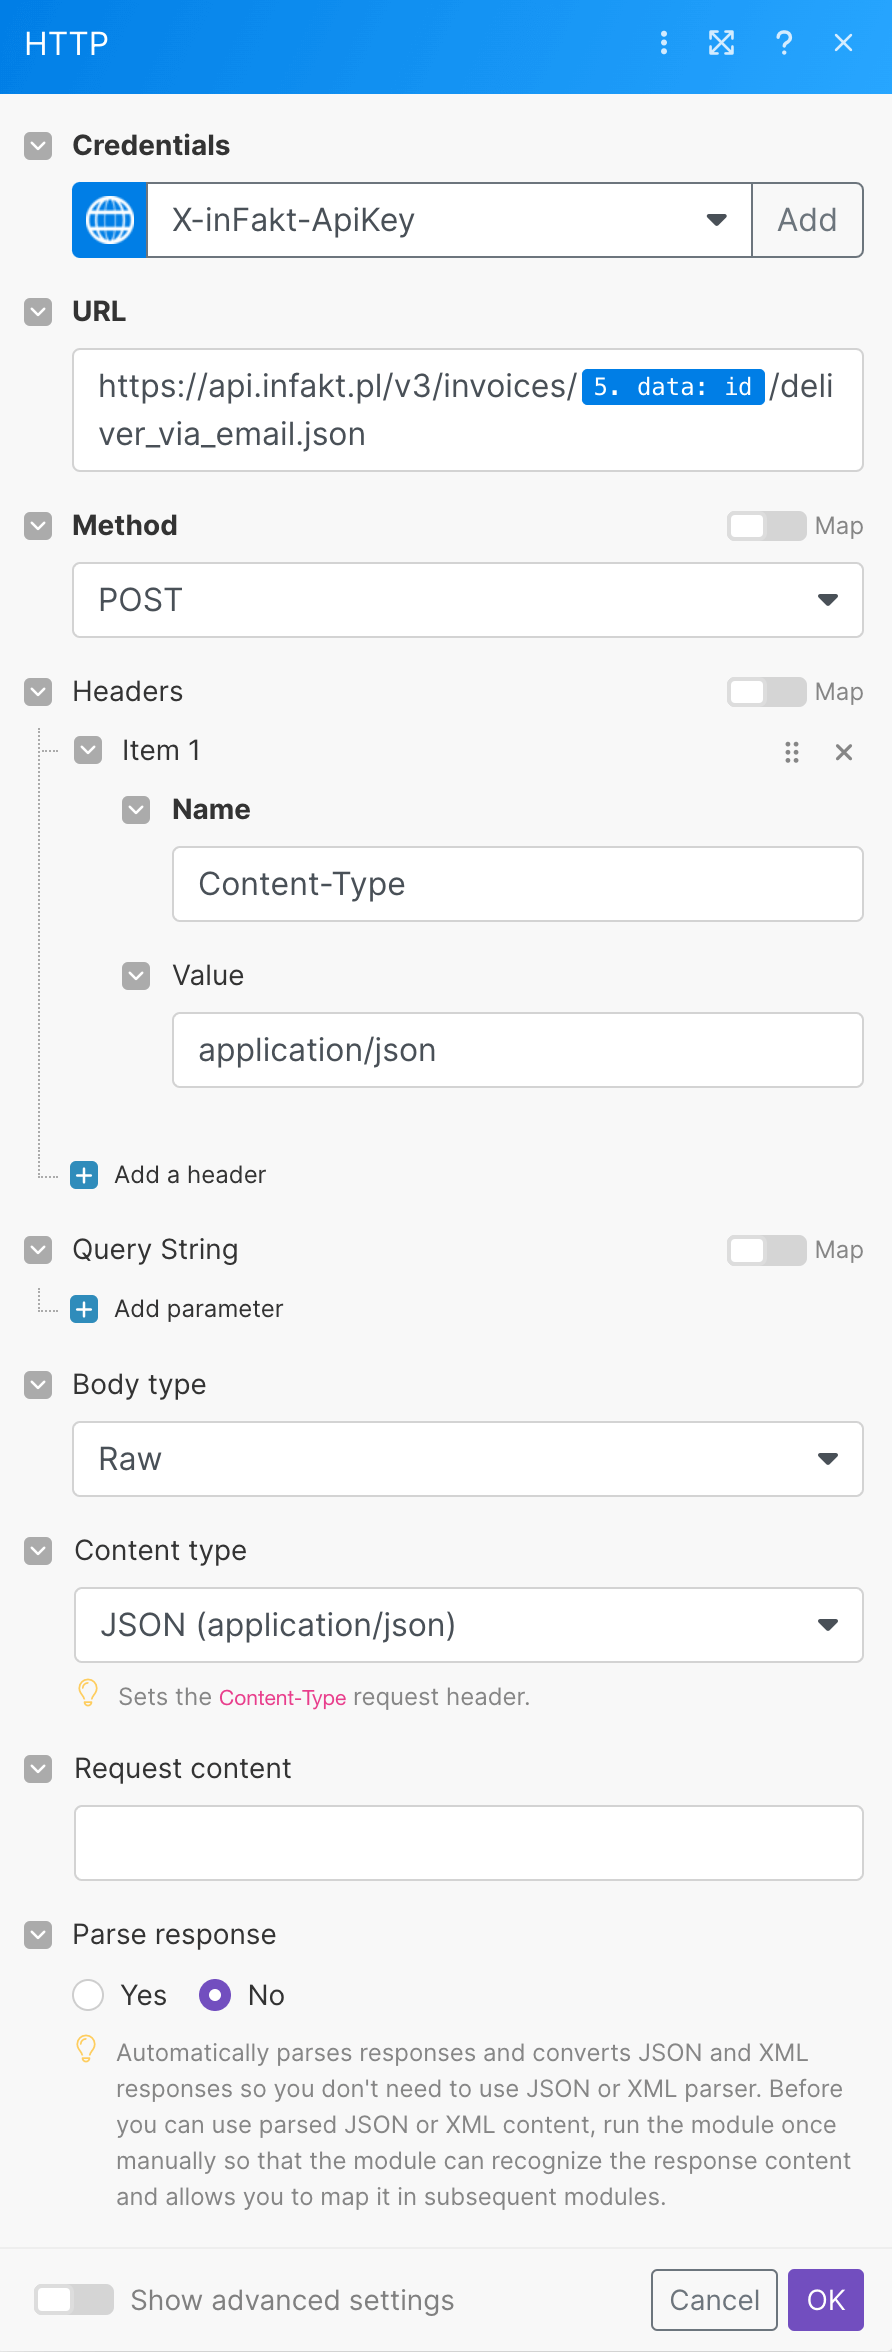 HTTP
Credentials
X-inFakt-ApiKey
Add
URL
https://api.infakt.pl/v3/invoices/ 5. data: id /deli
ver_via_email.json
Method
Map
POST
Headers
Map
Item 1
Name
Content-Type
Value
application/json
Add a header
Query String
Map
Add parameter
Body type
Raw
Content type
JSON (application/json)
Sets the Content-Type request header.
Request content
Parse response
Yes No
Automatically parses responses and converts JSON and XML
responses so you don't need to use JSON or XML parser. Before
you can use parsed JSON or XML content, run the module once
manually so that the module can recognize the response content
and allows you to map it in subsequent modules.
Show advanced settings
Cancel
OK